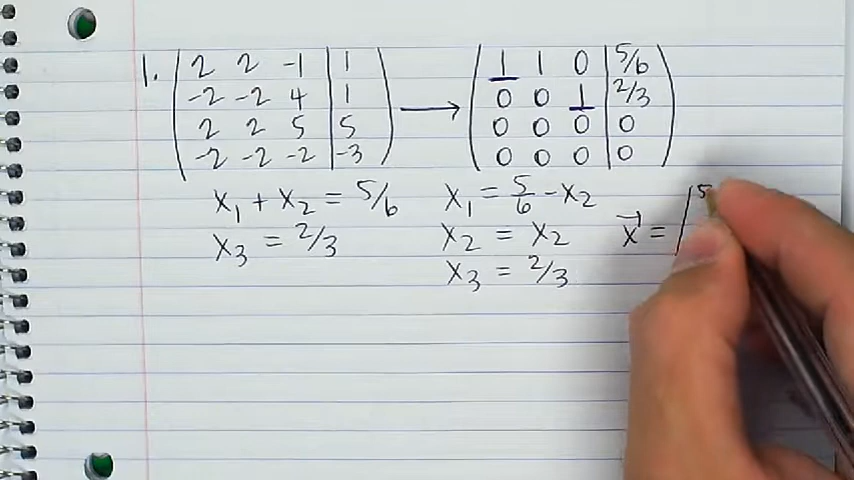 1. 2 2 -1 | 1 → 1 1 0 | 5/6
-2 -2 4 | 1 0 0 1 | 2/3
2 2 5 | 5 0 0 0 | 0
-2 -2 -2 | -3 0 0 0 | 0
x₁ + x₂ = 5/6 x₁ = 5/6 - x₂
x₃ = 2/3 x₂ = x₂ x⃗ = 5
x₃ = 2/3